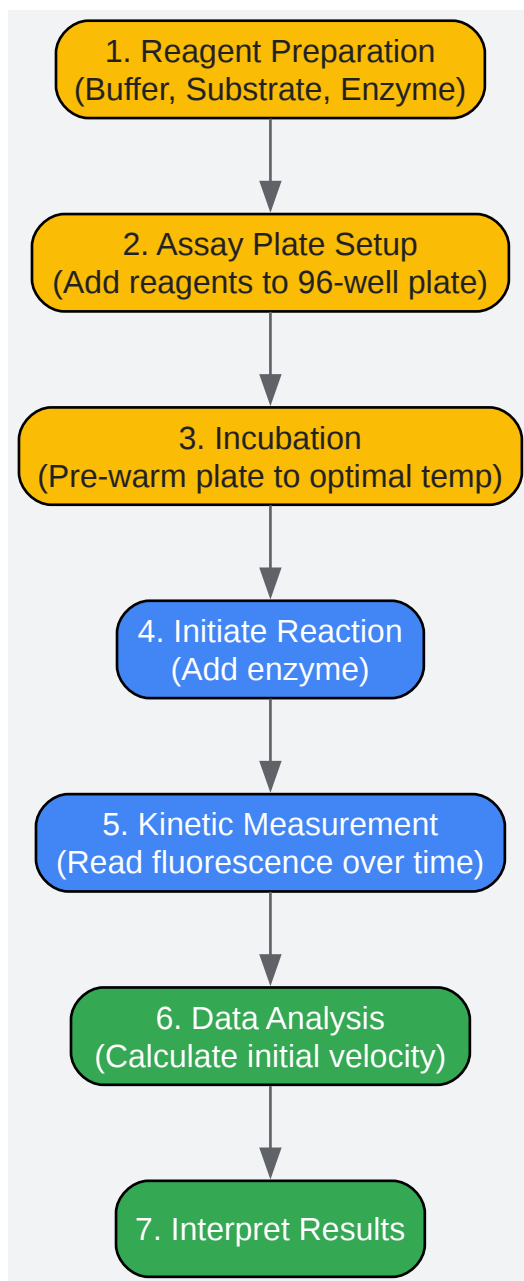 1. Reagent Preparation
(Buffer, Substrate, Enzyme)
2. Assay Plate Setup
(Add reagents to 96-well plate)
3. Incubation
(Pre-warm plate to optimal temp)
4. Initiate Reaction
(Add enzyme)
5. Kinetic Measurement
(Read fluorescence over time)
6. Data Analysis
(Calculate initial velocity)
7. Interpret Results